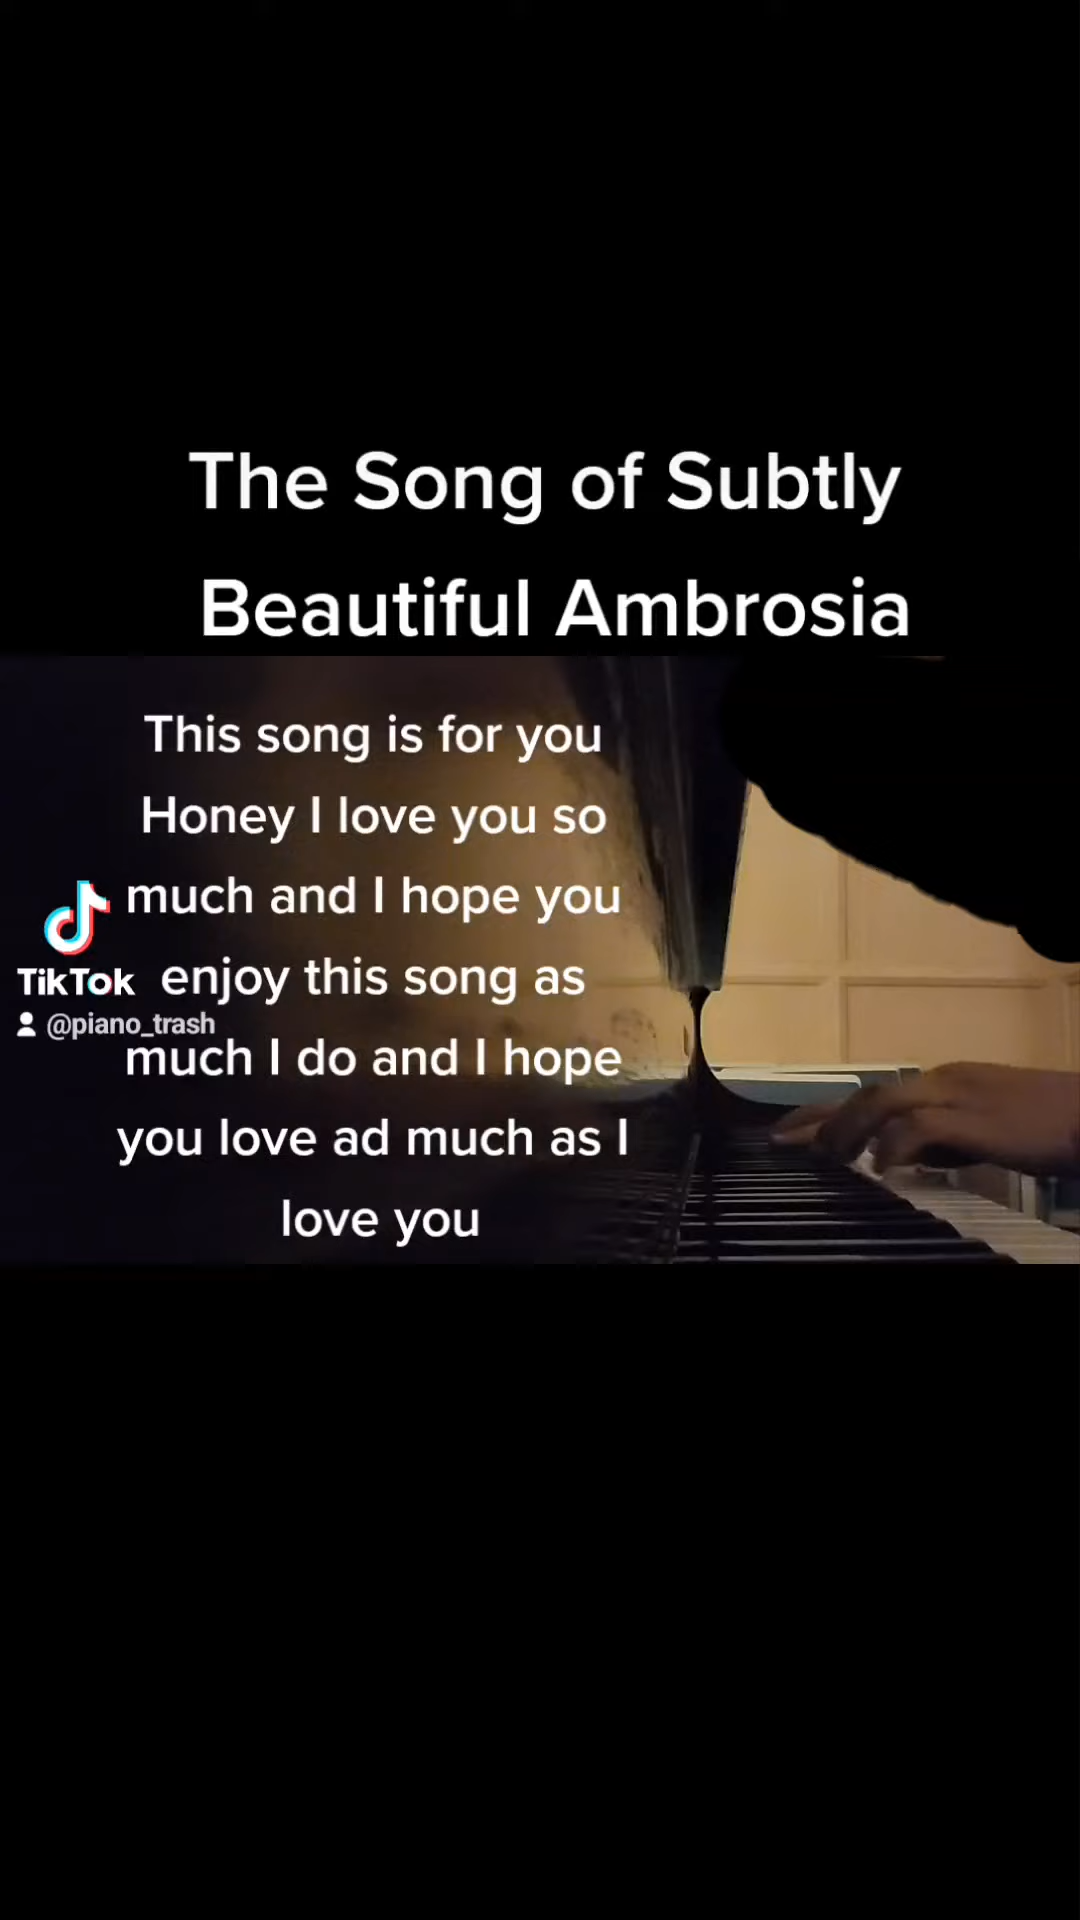 The Song of Subtly
Beautiful Ambrosia
This song is for you
Honey I love you so
much and I hope you
enjoy this song as
much I do and I hope
you love ad much as I
love you
TikTok
@piano_trash